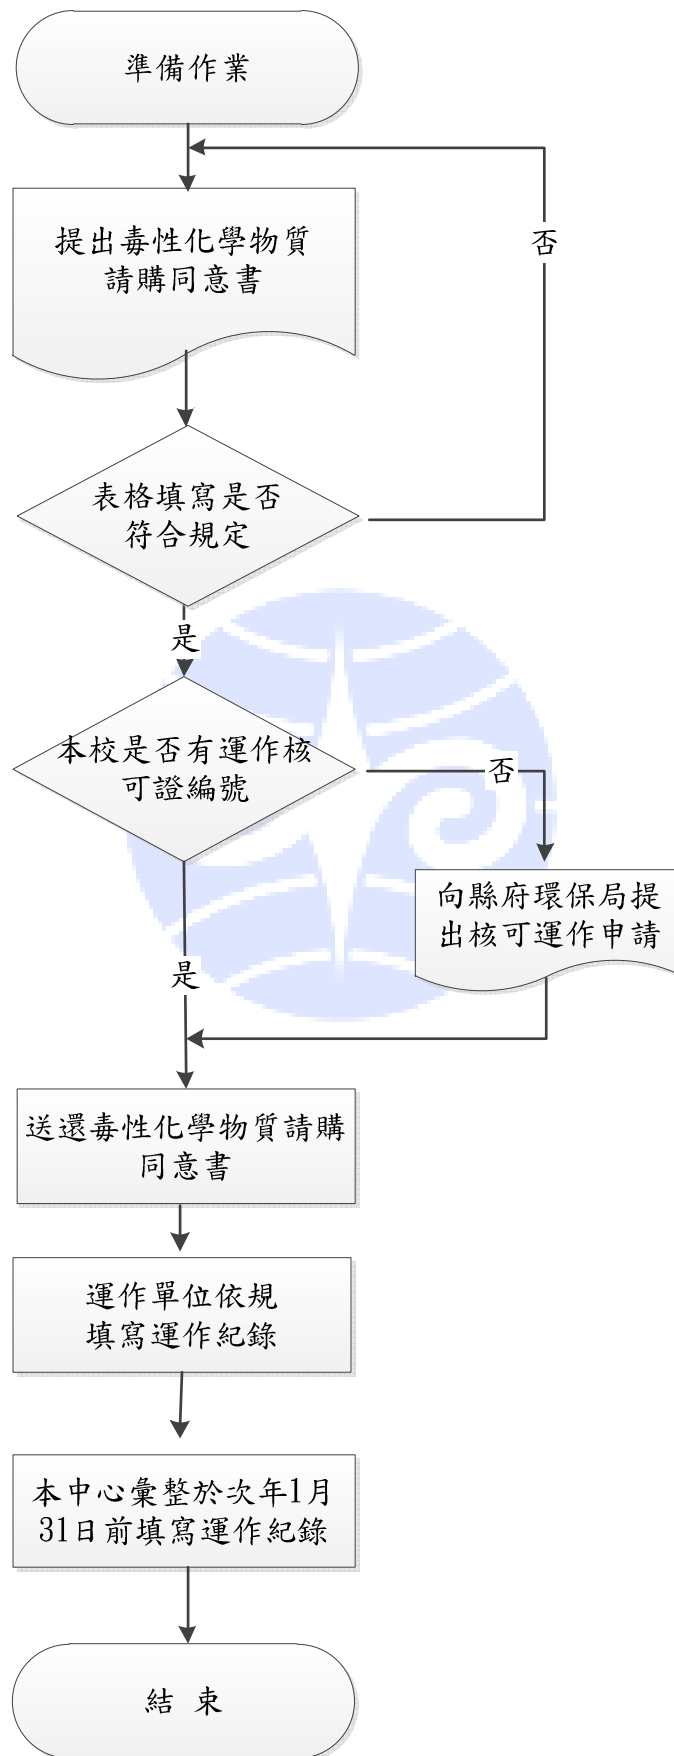 準備作業
提出毒性化學物質
請購同意書
否
表格填寫是否
符合規定
是
本校是否有運作核
可證編號
否
向縣府環保局提
出核可運作申請
是
送還毒性化學物質請購
同意書
運作單位依規
填寫運作紀錄
本中心彙整於次年1月
31日前填寫運作紀錄
結 束